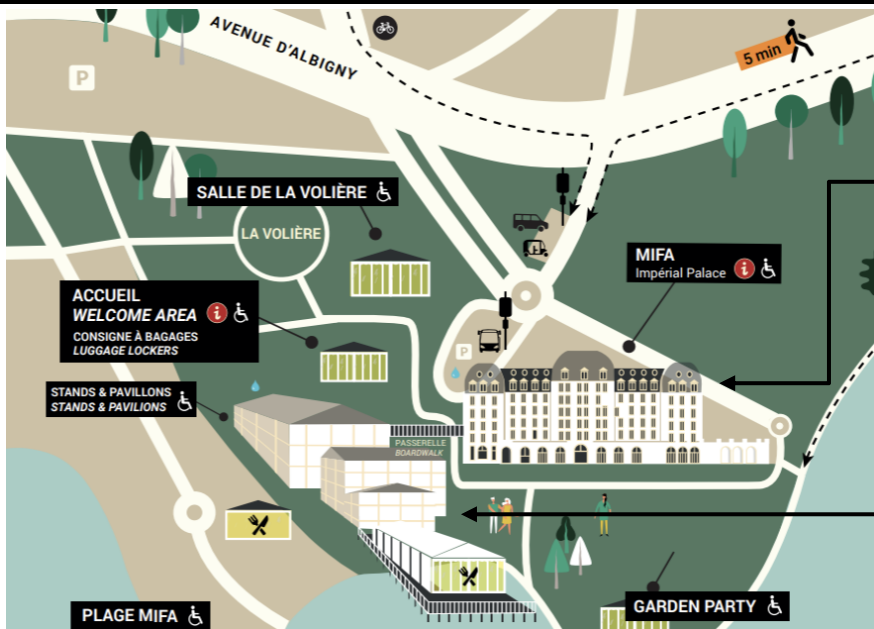 AVENUE D'ALBIGNY
5 min
P
SALLE DE LA VOLIÈRE
LA VOLIÈRE
MIFA
Impérial Palace
i
ACCUEIL
WELCOME AREA
i
CONSIGNE À BAGAGES
LUGGAGE LOCKERS
P
STANDS & PAVILLONS
STANDS & PAVILIONS
PASSERELLE
BOARDWALK
PLAGE MIFA
GARDEN PARTY